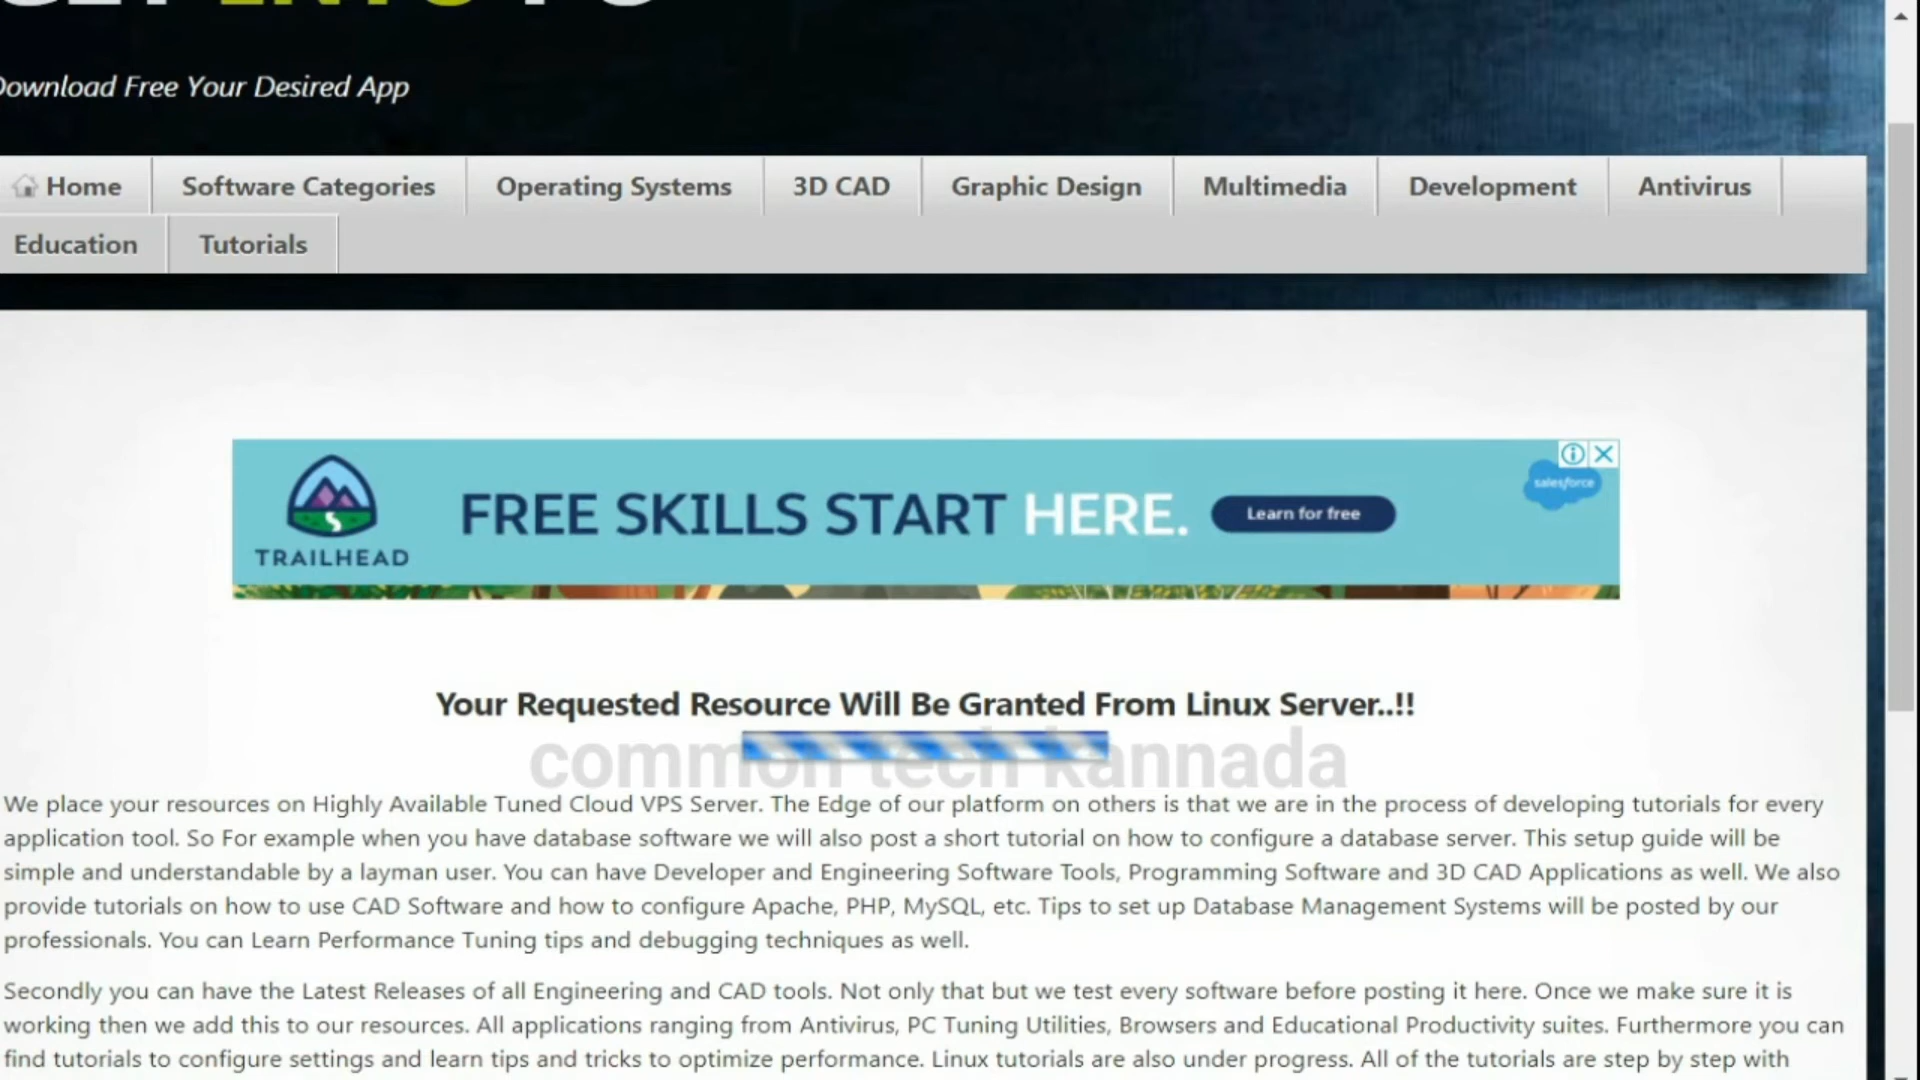 Download Free Your Desired App
Home Software Categories Operating Systems 3D CAD Graphic Design Multimedia Development Antivirus
Education Tutorials
TRAILHEAD
FREE SKILLS START HERE.
Learn for free
salesforce
Your Requested Resource Will Be Granted From Linux Server..!!
common tech kannada
We place your resources on Highly Available Tuned Cloud VPS Server. The Edge of our platform on others is that we are in the process of developing tutorials for every
application tool. So For example when you have database software we will also post a short tutorial on how to configure a database server. This setup guide will be
simple and understandable by a layman user. You can have Developer and Engineering Software Tools, Programming Software and 3D CAD Applications as well. We also
provide tutorials on how to use CAD Software and how to configure Apache, PHP, MySQL, etc. Tips to set up Database Management Systems will be posted by our
professionals. You can Learn Performance Tuning tips and debugging techniques as well.
Secondly you can have the Latest Releases of all Engineering and CAD tools. Not only that but we test every software before posting it here. Once we make sure it is
working then we add this to our resources. All applications ranging from Antivirus, PC Tuning Utilities, Browsers and Educational Productivity suites. Furthermore you can
find tutorials to configure settings and learn tips and tricks to optimize performance. Linux tutorials are also under progress. All of the tutorials are step by step with